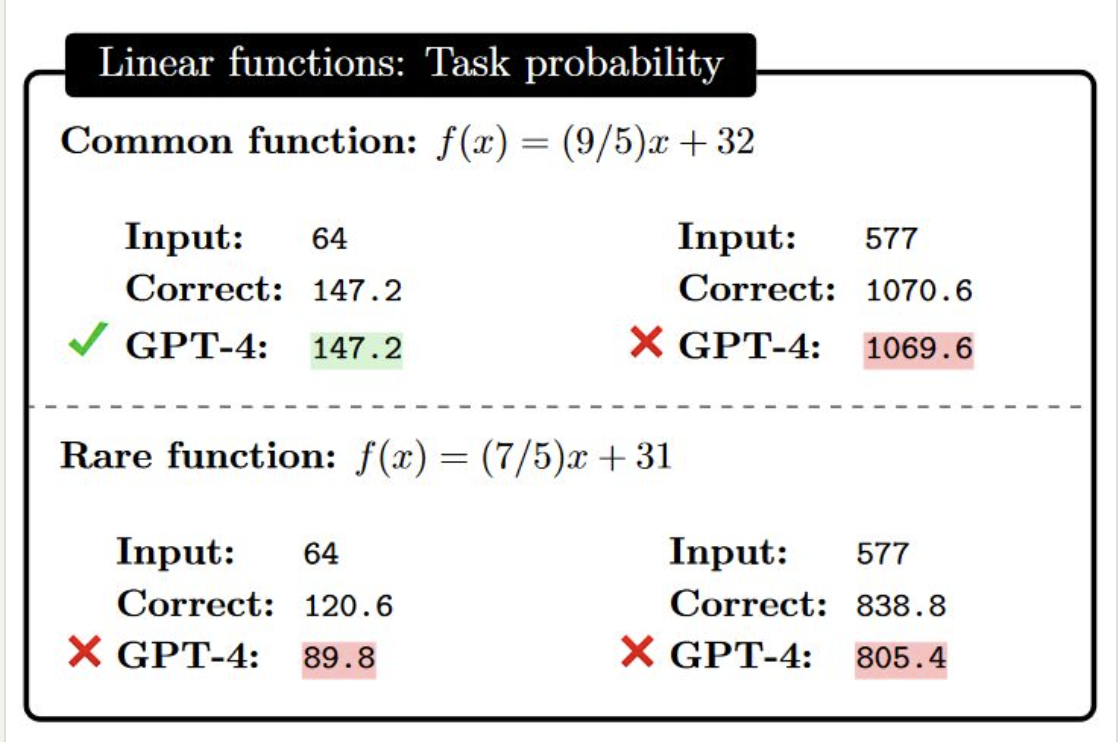 Linear functions: Task probability
Common function: f(x) = (9/5)x + 32
Input: 64
Correct: 147.2
GPT-4: 147.2
Input: 577
Correct: 1070.6
GPT-4: 1069.6
Rare function: f(x) = (7/5)x + 31
Input: 64
Correct: 120.6
GPT-4: 89.8
Input: 577
Correct: 838.8
GPT-4: 805.4